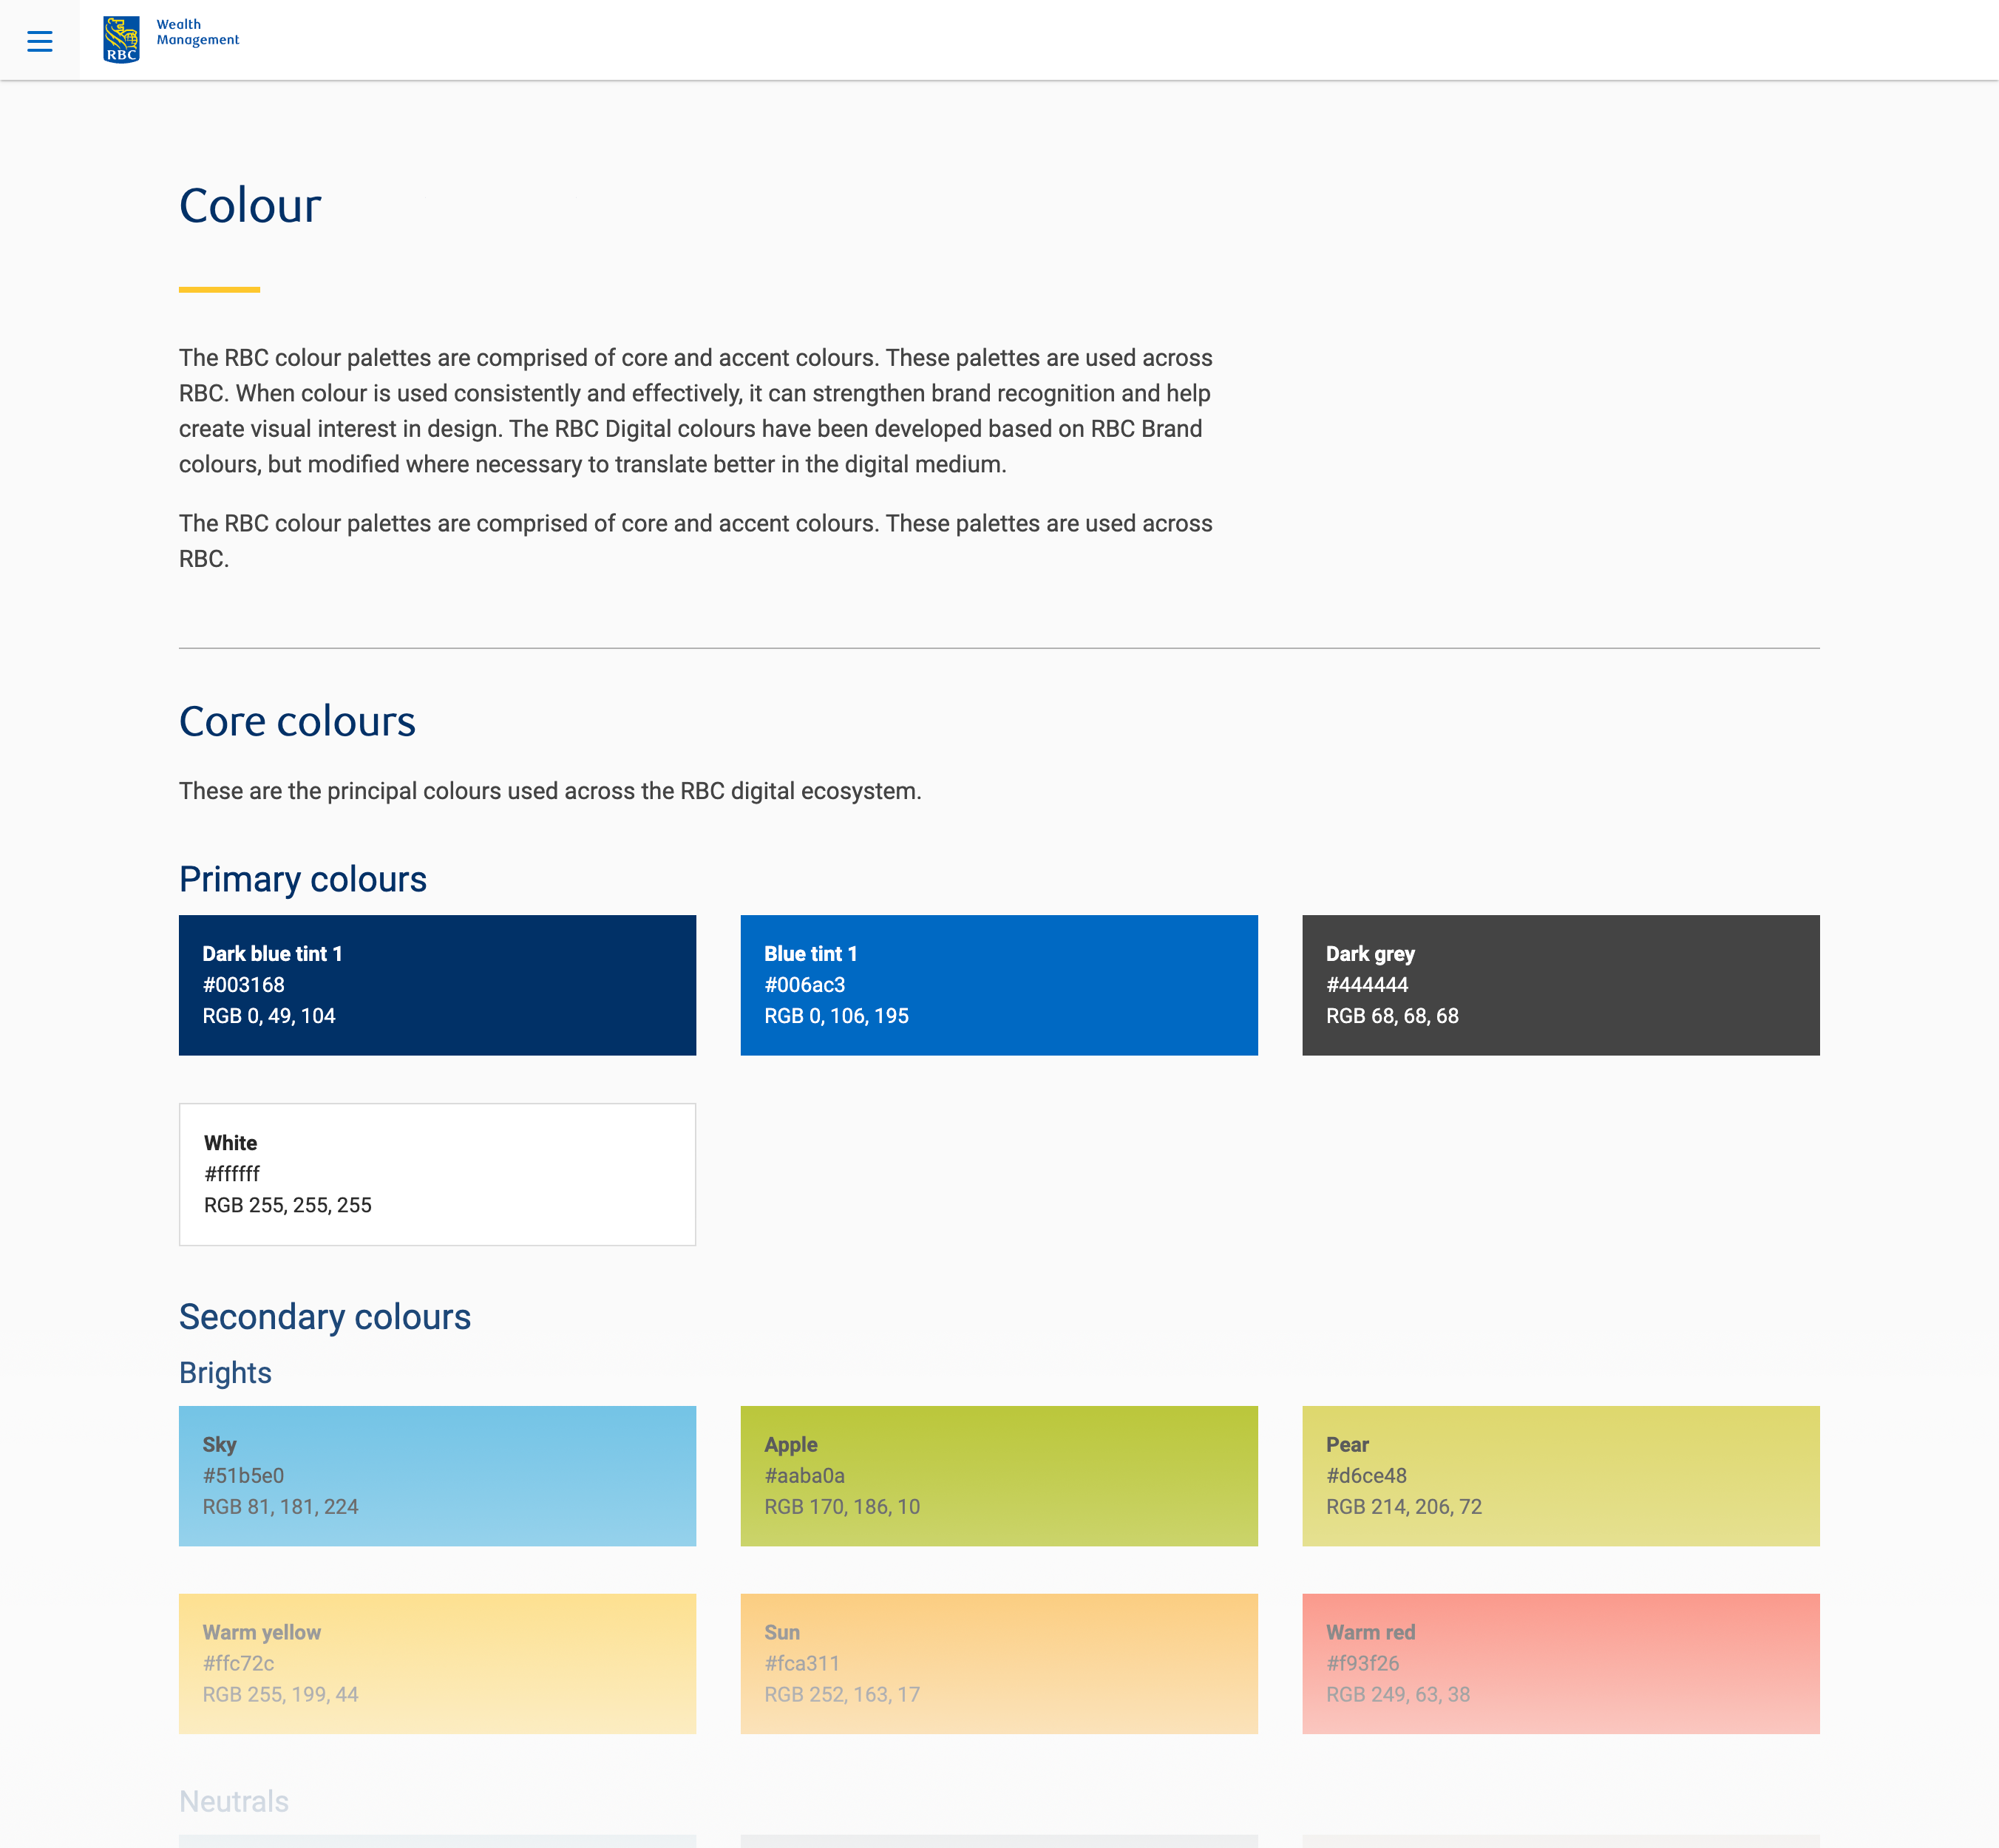 RBC
Wealth
Management
Colour
The RBC colour palettes are comprised of core and accent colours. These palettes are used across
RBC. When colour is used consistently and effectively, it can strengthen brand recognition and help
create visual interest in design. The RBC Digital colours have been developed based on RBC Brand
colours, but modified where necessary to translate better in the digital medium.
The RBC colour palettes are comprised of core and accent colours. These palettes are used across
RBC.
Core colours
These are the principal colours used across the RBC digital ecosystem.
Primary colours
Dark blue tint 1
#003168
RGB 0, 49, 104
Blue tint 1
#006ac3
RGB 0, 106, 195
Dark grey
#444444
RGB 68, 68, 68
White
#ffffff
RGB 255, 255, 255
Secondary colours
Brights
Sky
#51b5e0
RGB 81, 181, 224
Apple
#aaba0a
RGB 170, 186, 10
Pear
#d6ce48
RGB 214, 206, 72
Warm yellow
#ffc72c
RGB 255, 199, 44
Sun
#fca311
RGB 252, 163, 17
Warm red
#f93f26
RGB 249, 63, 38
Neutrals